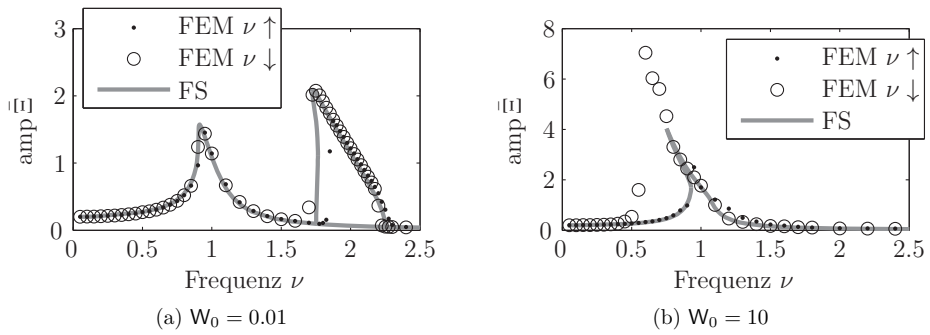 3
2
1
0
amp Ξ̄
0
0.5
1
1.5
2
2.5
Frequenz ν
FEM ν ↑
FEM ν ↓
FS
(a) W₀ = 0.01
8
6
4
2
0
amp Ξ̄
0
0.5
1
1.5
2
2.5
Frequenz ν
FEM ν ↑
FEM ν ↓
FS
(b) W₀ = 10